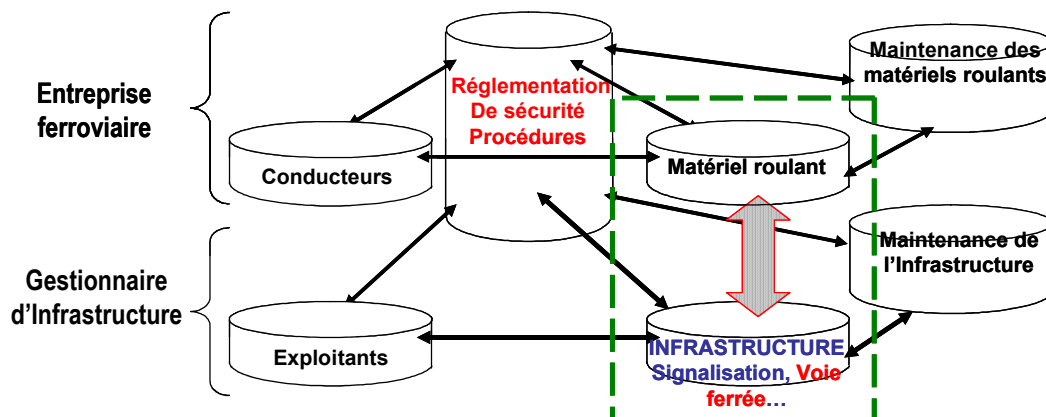 Entreprise
ferroviaire
Réglementation
De sécurité
Procédures
Maintenance des
matériels roulants
Conducteurs
Matériel roulant
Gestionnaire
d'Infrastructure
Maintenance de
l'Infrastructure
Exploitants
INFRASTRUCTURE
Signalisation, Voie
ferrée…